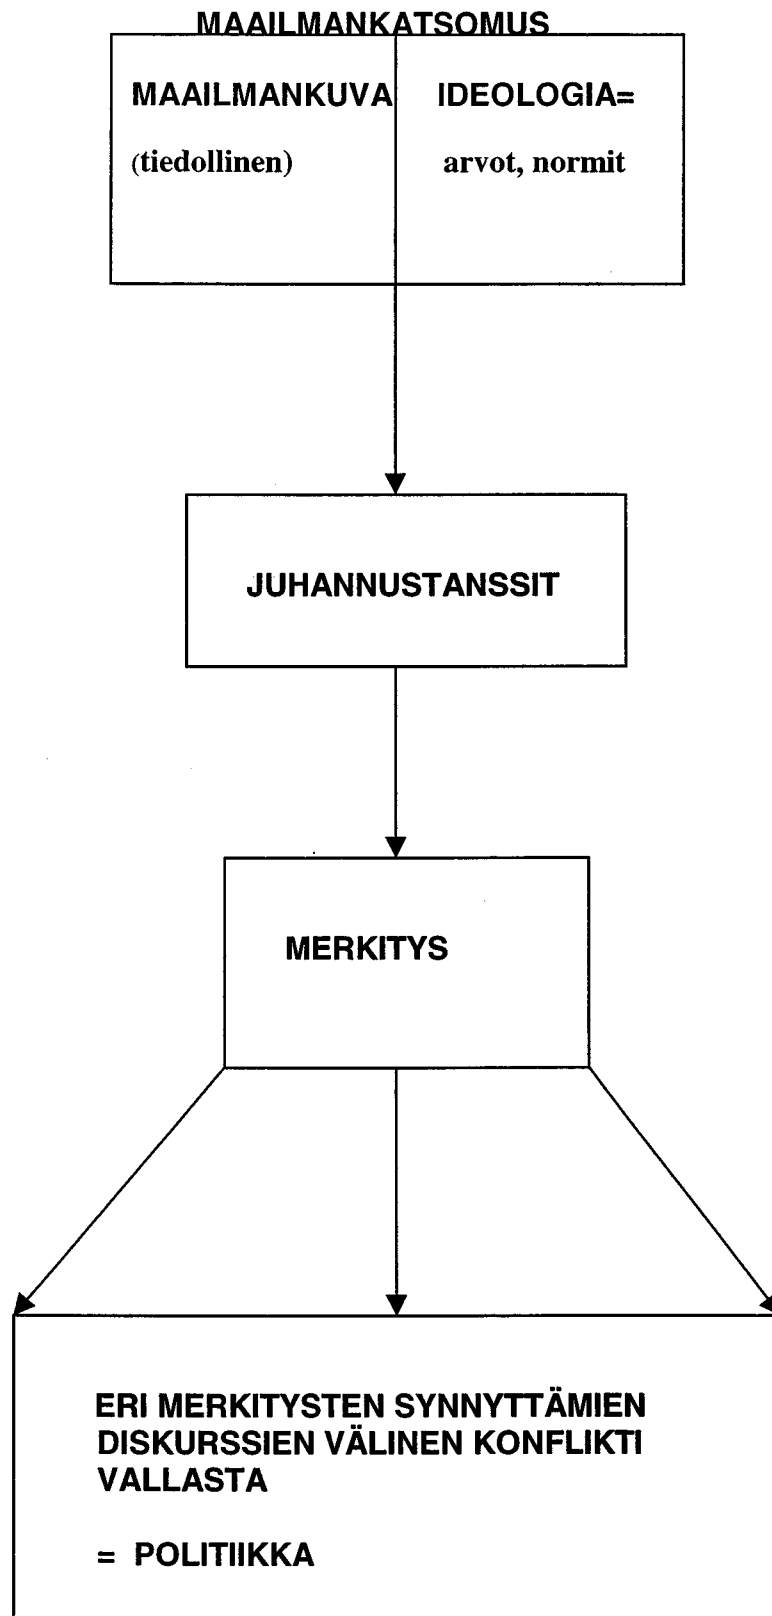 MAAILMANKATSOMUS
MAAILMANKUVA IDEOLOGIA=
(tiedollinen) arvot, normit
JUHANNUSTANSSIT
MERKITYS
ERI MERKITYSTEN SYNNYTTÄMIEN
DISKURSSIEN VÄLINEN KONFLIKTI
VALLASTA
= POLITIIKKA